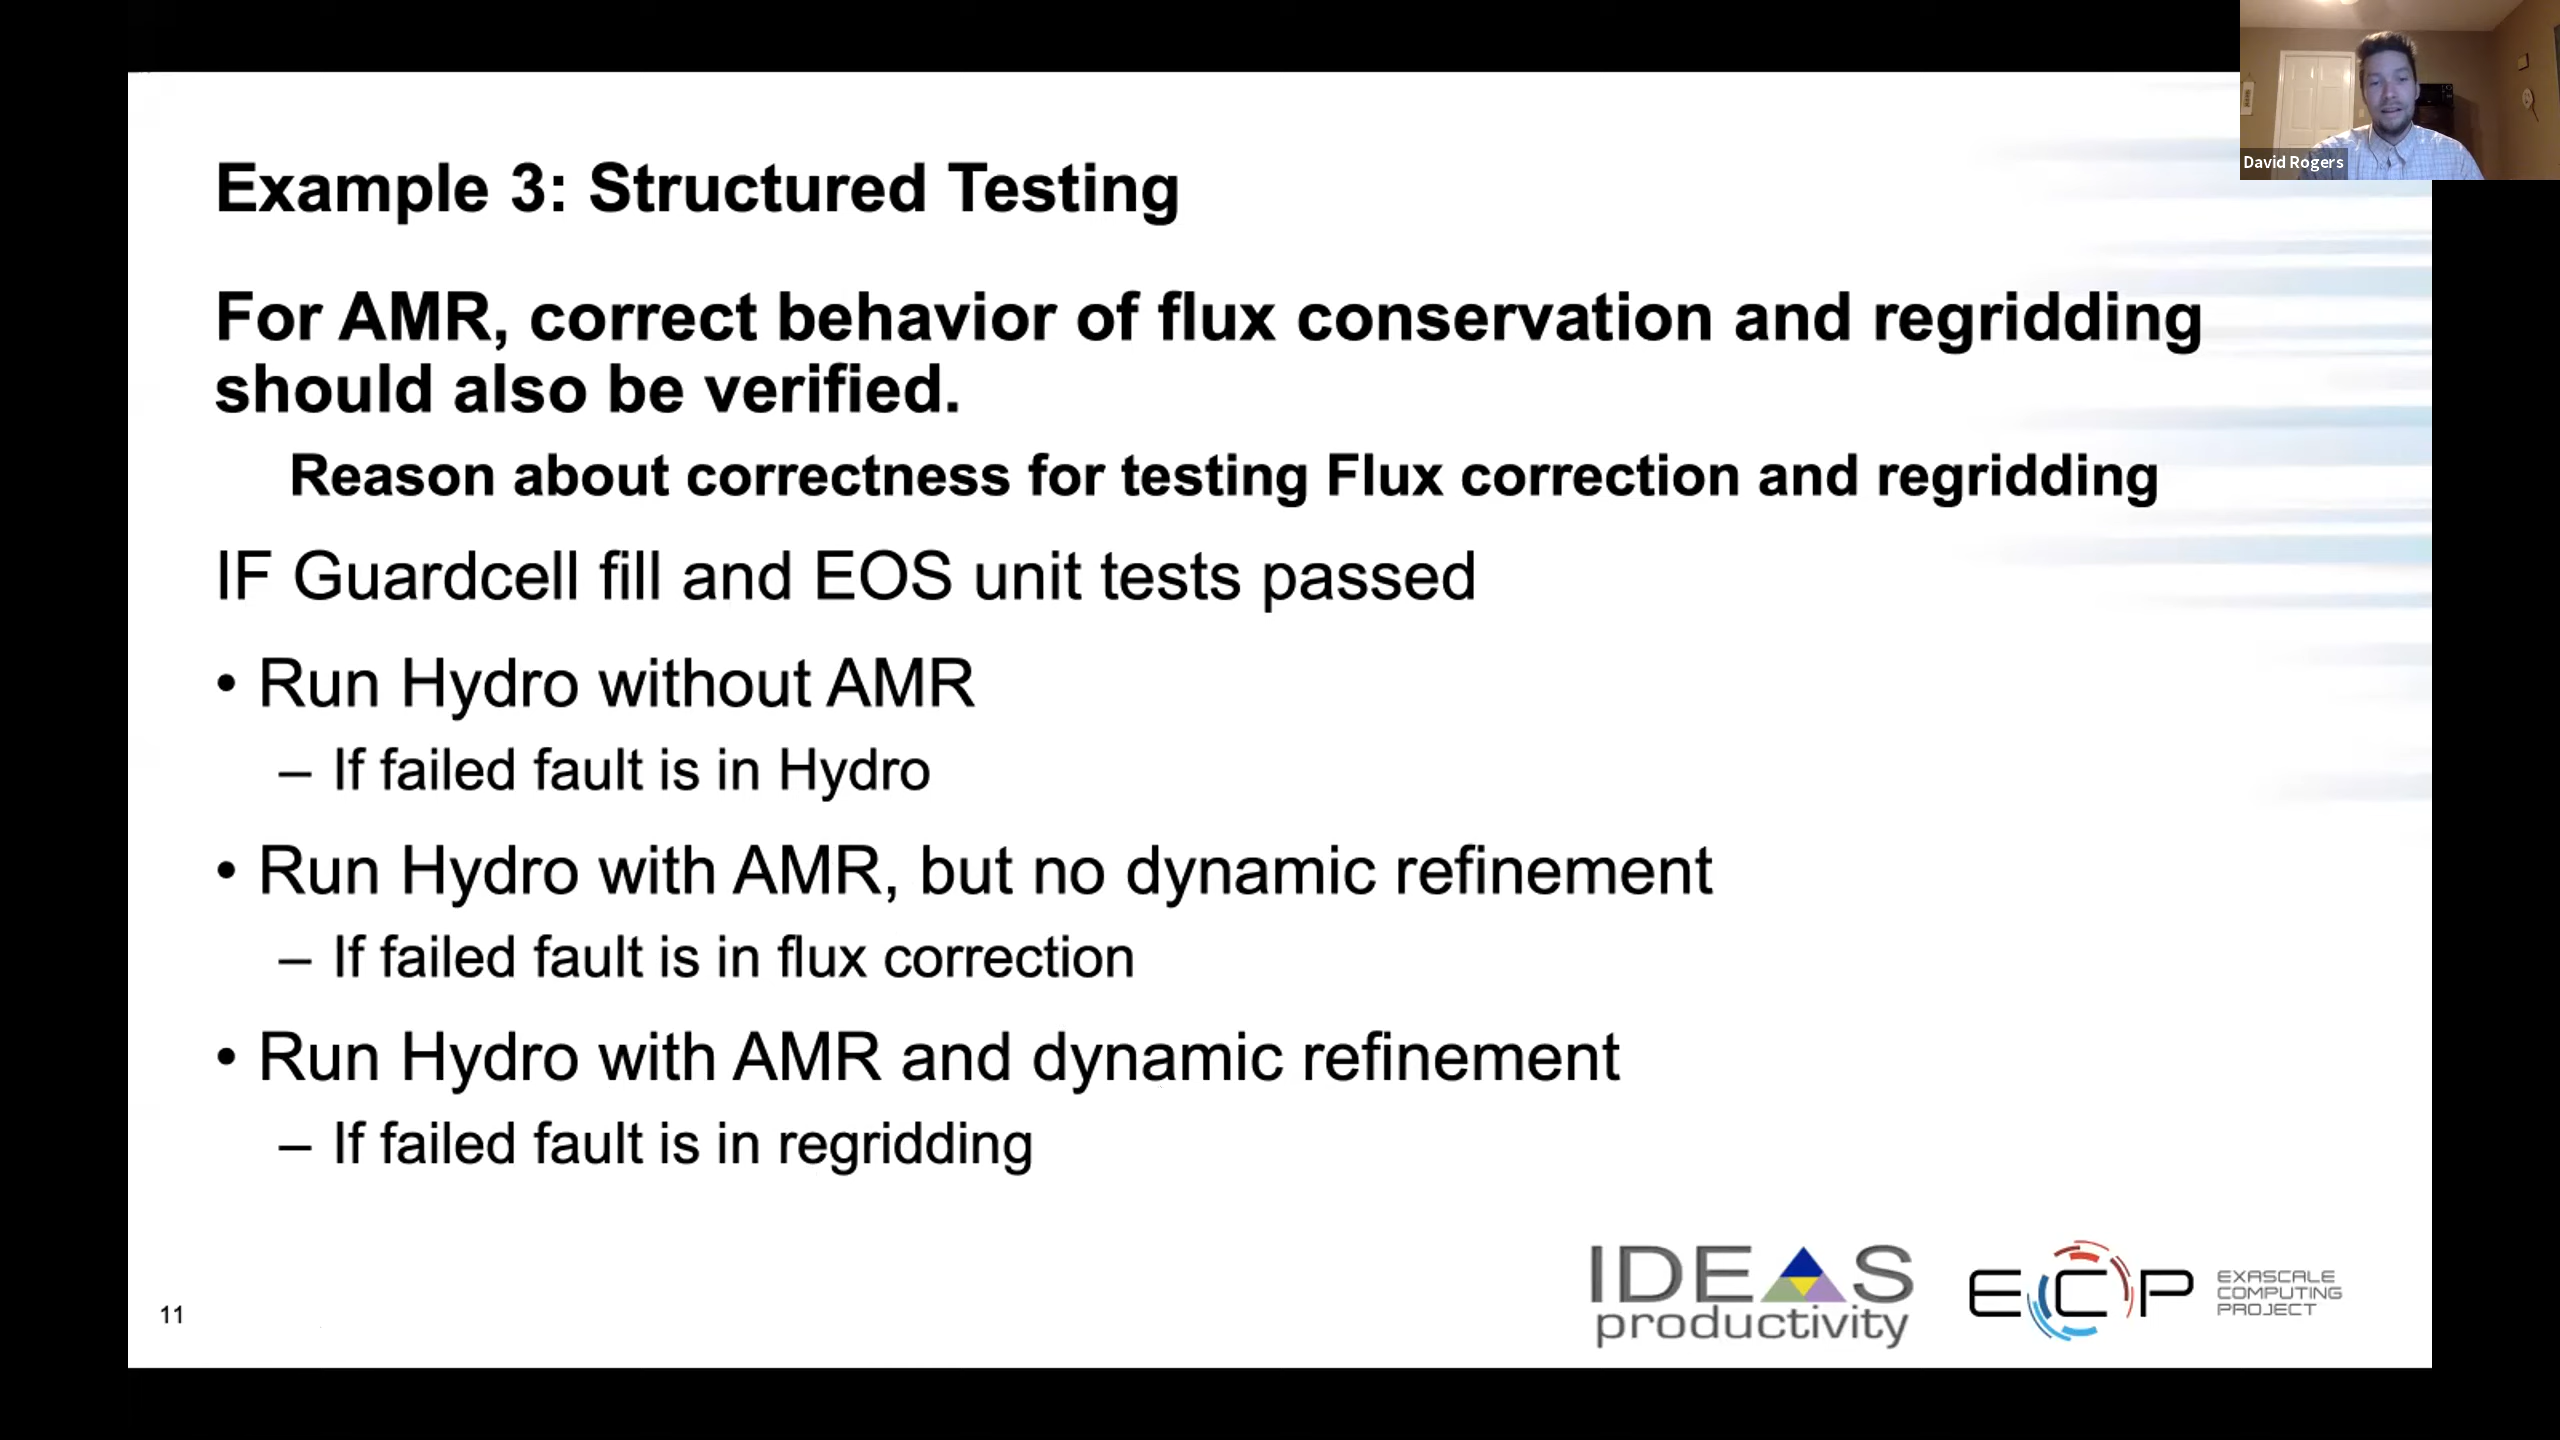 David Rogers
Example 3: Structured Testing
For AMR, correct behavior of flux conservation and regridding
should also be verified.
Reason about correctness for testing Flux correction and regridding
IF Guardcell fill and EOS unit tests passed
• Run Hydro without AMR
– If failed fault is in Hydro
• Run Hydro with AMR, but no dynamic refinement
– If failed fault is in flux correction
• Run Hydro with AMR and dynamic refinement
– If failed fault is in regridding
11
IDEAS
productivity
ECP
EXASCALE
COMPUTING
PROJECT